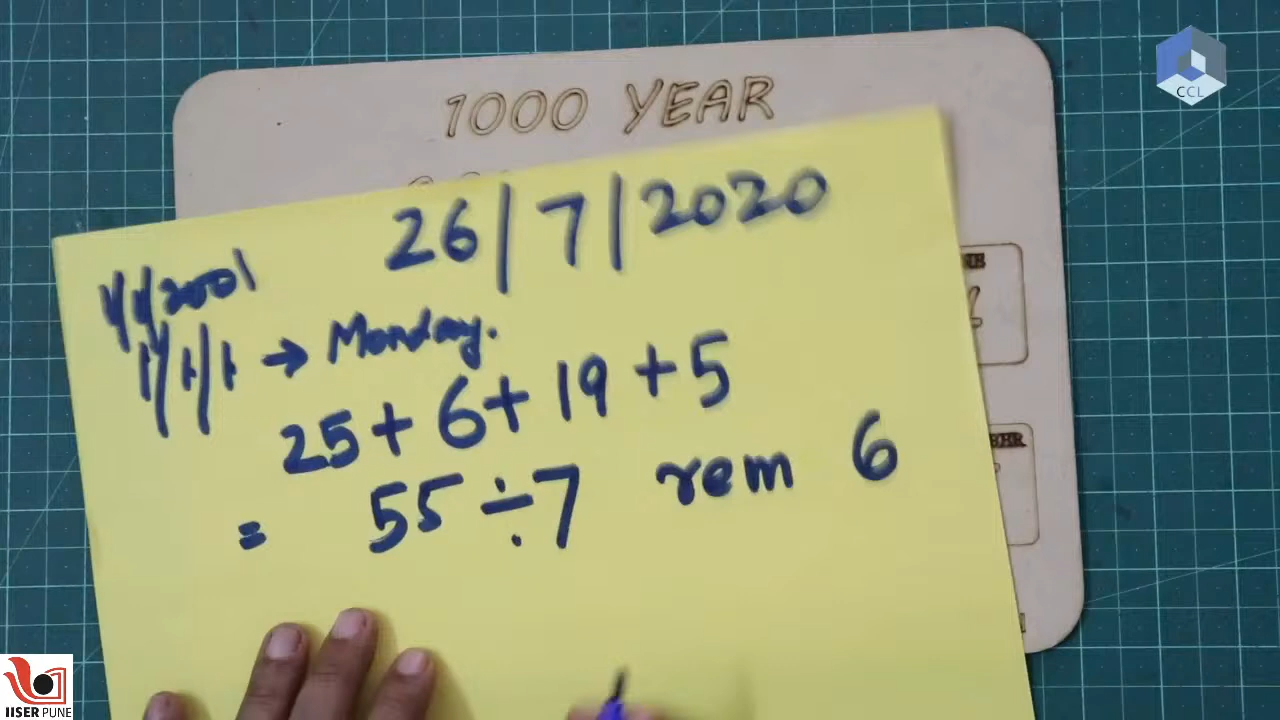 CCL
1000 YEAR
26|7|2020
1/1/2001
1/1/1 → Monday.
25+6+19+5
= 55÷7 rem 6
IISER PUNE